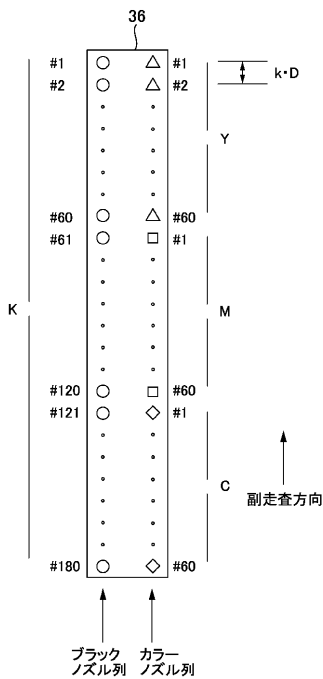 36
#1 #1
#2 #2
k・D
Y
#60 #60
#61 #1
K
M
#120 #60
#121 #1
C
副走査方向
#180 #60
ブラック
ノズル列
カラー
ノズル列